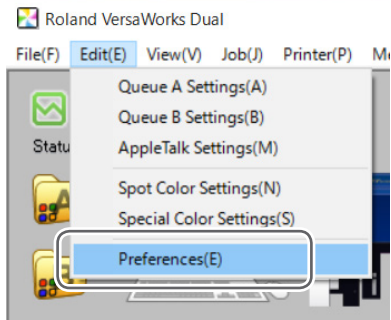 Roland VersaWorks Dual
File(F) Edit(E) View(V) Job(J) Printer(P)
Queue A Settings(A)
Queue B Settings(B)
Statu
AppleTalk Settings(M)
Spot Color Settings(N)
Special Color Settings(S)
Preferences(E)